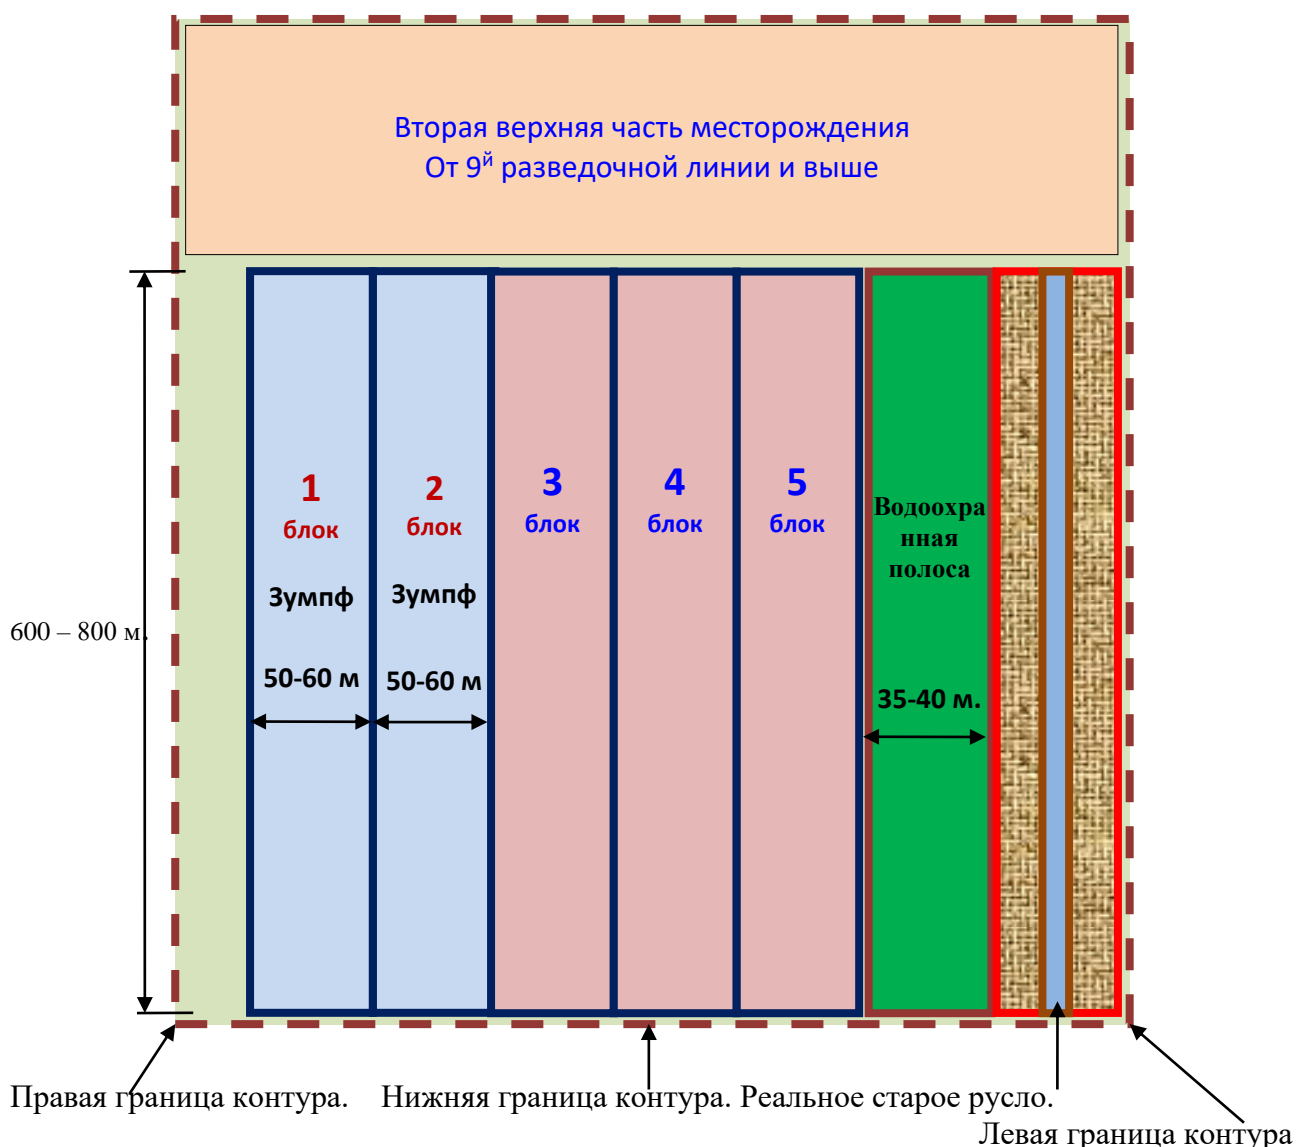 Вторая верхняя часть месторождения
От 9й разведочной линии и выше
1
блок
Зумпф
50-60 м
2
блок
Зумпф
50-60 м
3
блок
4
блок
5
блок
Водоохра
нная
полоса
35-40 м.
600 – 800 м.
Правая граница контура.
Нижняя граница контура.
Реальное старое русло.
Левая граница контура